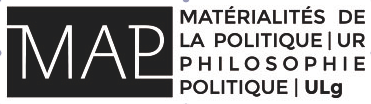 MAP
MATÉRIALITÉS DE
LA POLITIQUE | UR
PHILOSOPHIE
POLITIQUE | ULg